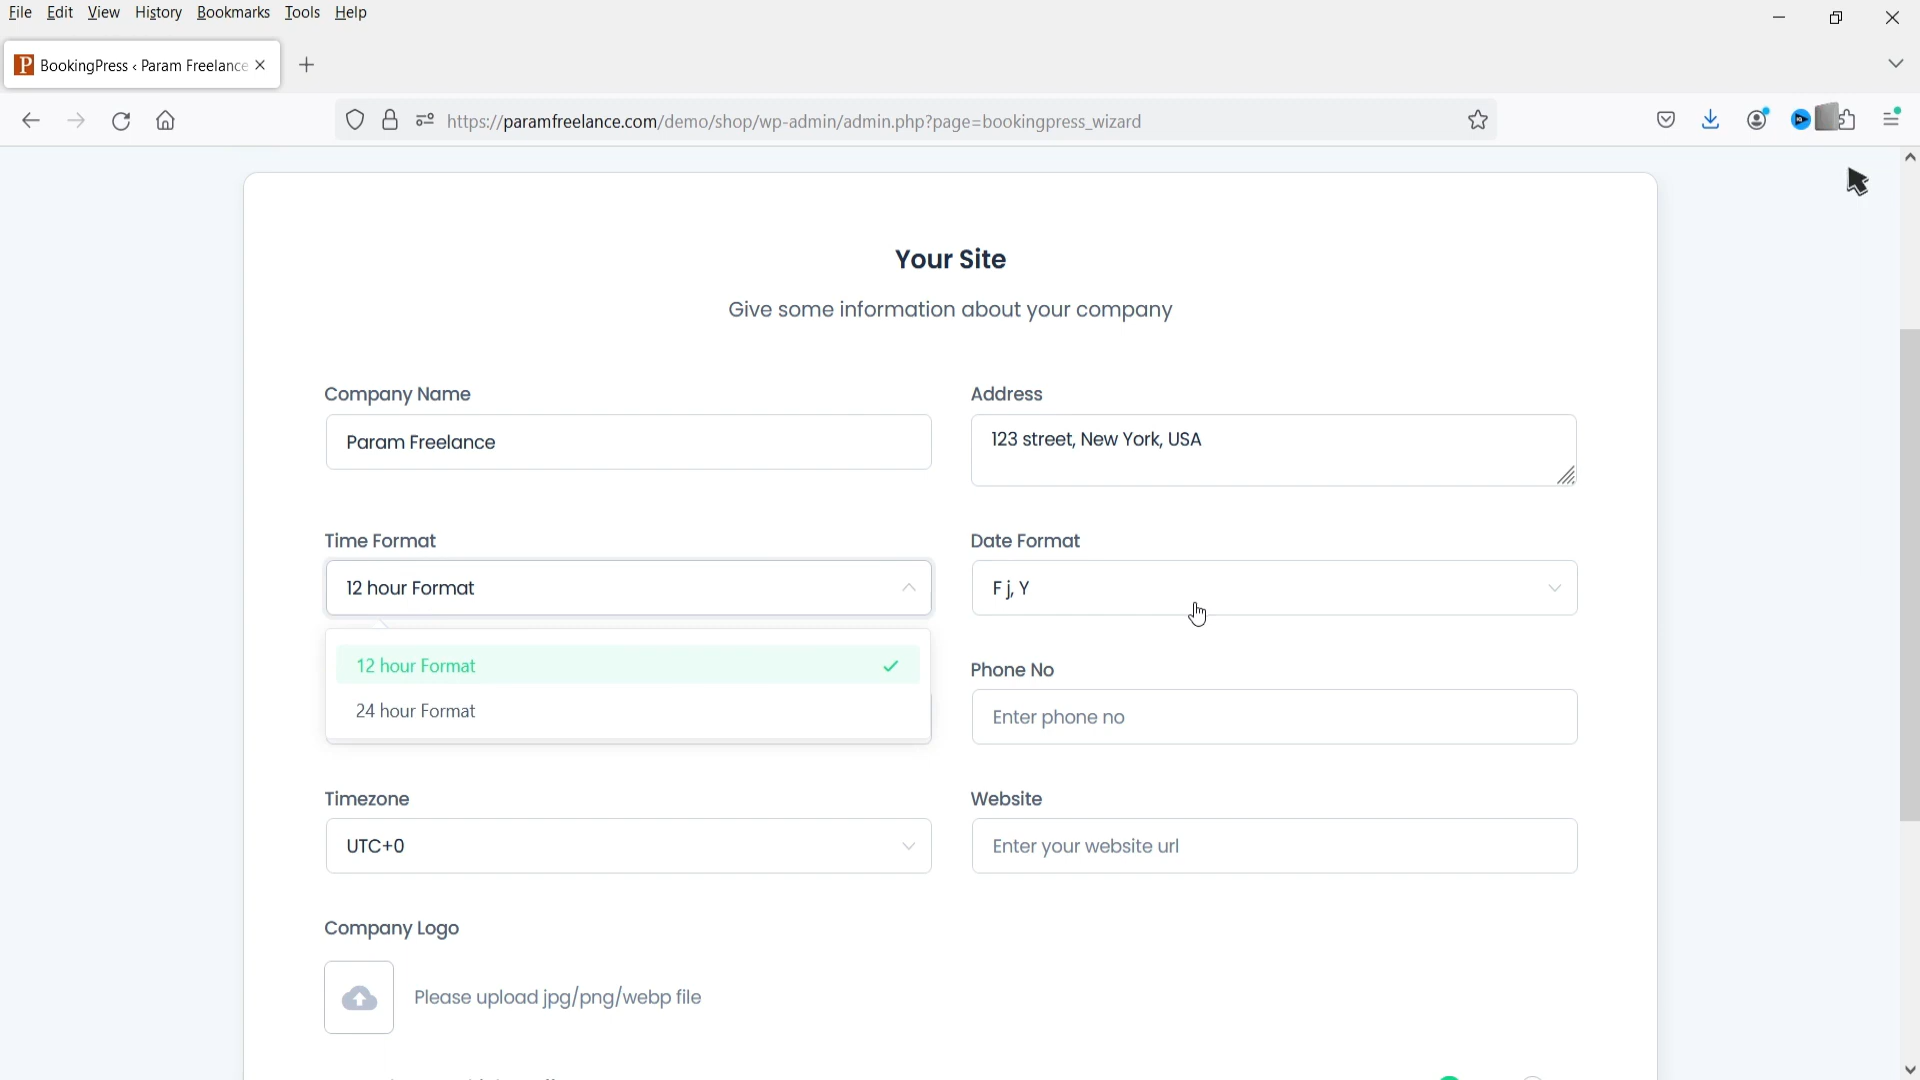 File Edit View History Bookmarks Tools Help
BookingPress ‹ Param Freelance
https://paramfreelance.com/demo/shop/wp-admin/admin.php?page=bookingpress_wizard
Your Site
Give some information about your company
Company Name
Address
Param Freelance
123 street, New York, USA
Time Format
Date Format
12 hour Format
F j, Y
12 hour Format
24 hour Format
Phone No
Enter phone no
Timezone
Website
UTC+0
Enter your website url
Company Logo
Please upload jpg/png/webp file